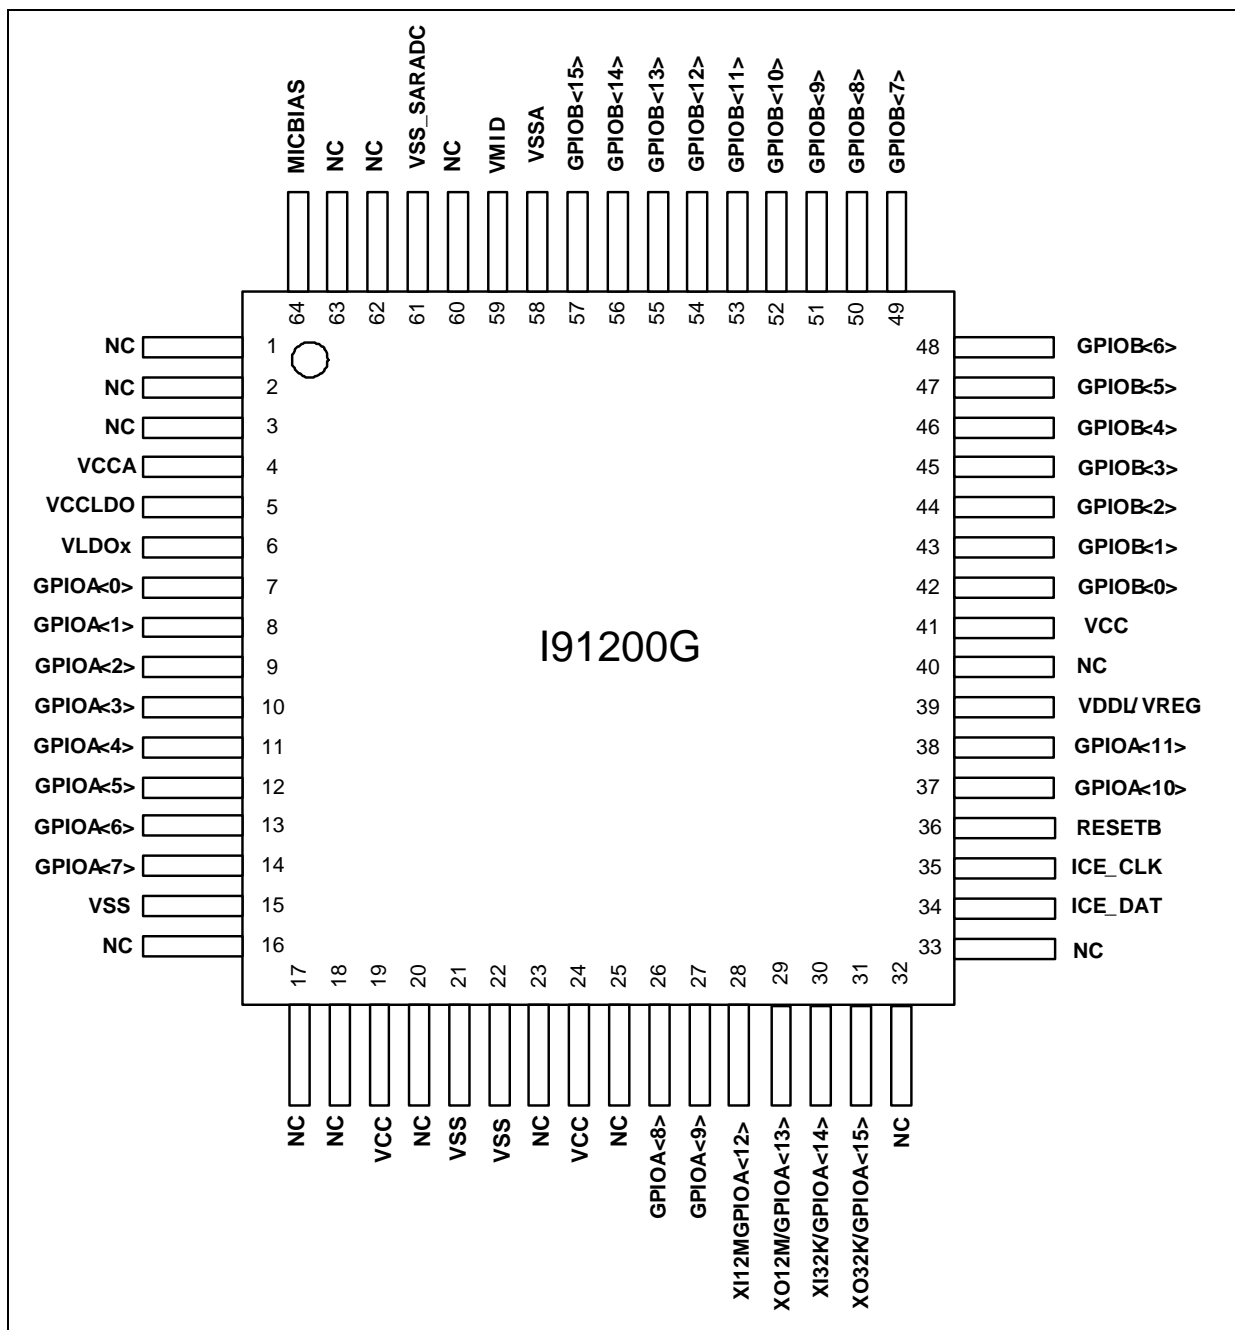 MICBIAS
NC
NC
VSS_SARADC
NC
VMID
VSSA
GPIOB<15>
GPIOB<14>
GPIOB<13>
GPIOB<12>
GPIOB<11>
GPIOB<10>
GPIOB<9>
GPIOB<8>
GPIOB<7>
64
63
62
61
60
59
58
57
56
55
54
53
52
51
50
49
NC 1
NC 2
NC 3
VCCA 4
VCCLDO 5
VLDOx 6
GPIOA<0> 7
GPIOA<1> 8
GPIOA<2> 9
GPIOA<3> 10
GPIOA<4> 11
GPIOA<5> 12
GPIOA<6> 13
GPIOA<7> 14
VSS 15
NC 16
I91200G
48 GPIOB<6>
47 GPIOB<5>
46 GPIOB<4>
45 GPIOB<3>
44 GPIOB<2>
43 GPIOB<1>
42 GPIOB<0>
41 VCC
40 NC
39 VDDL/VREG
38 GPIOA<11>
37 GPIOA<10>
36 RESETB
35 ICE_CLK
34 ICE_DAT
33 NC
17
18
19
20
21
22
23
24
25
26
27
28
29
30
31
32
NC
NC
VCC
NC
VSS
VSS
NC
VCC
NC
GPIOA<8>
GPIOA<9>
XI12MGPIOA<12>
XO12M/GPIOA<13>
XI32K/GPIOA<14>
XO32K/GPIOA<15>
NC